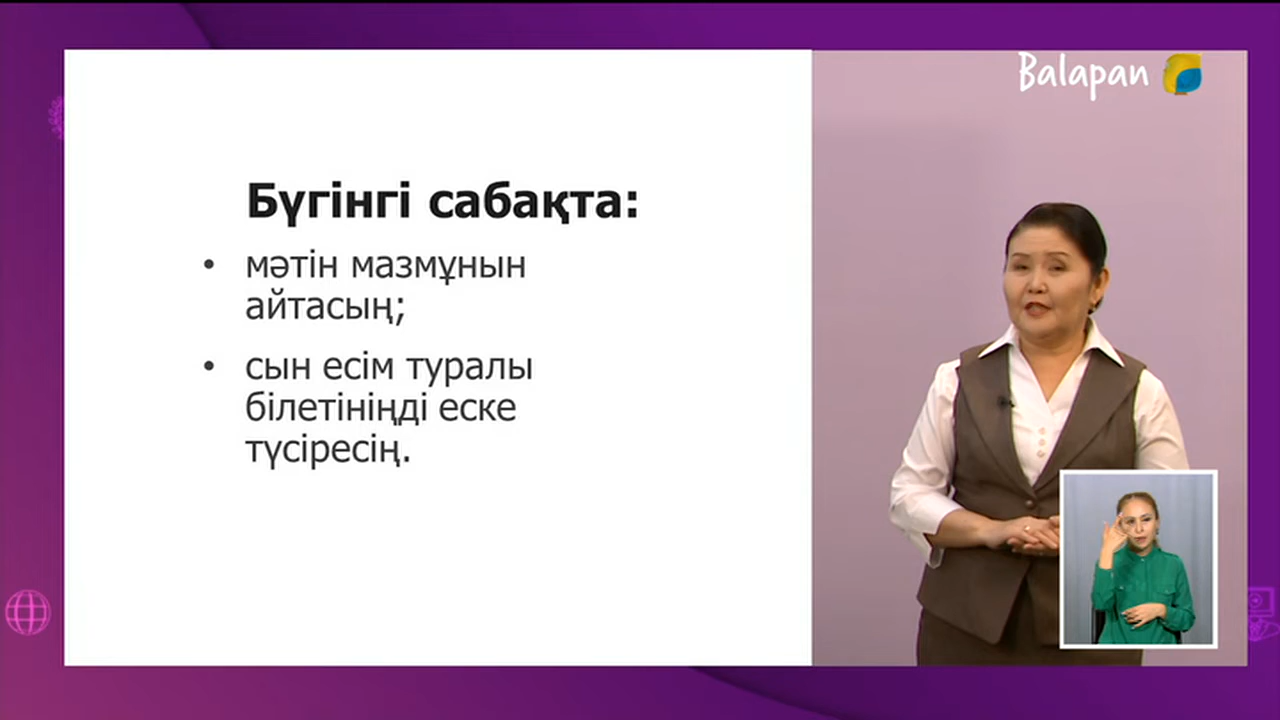 Balapan
Бүгінгі сабақта:
• мәтін мазмұнын
айтасың;
• сын есім туралы
білетініңді еске
түсіресің.